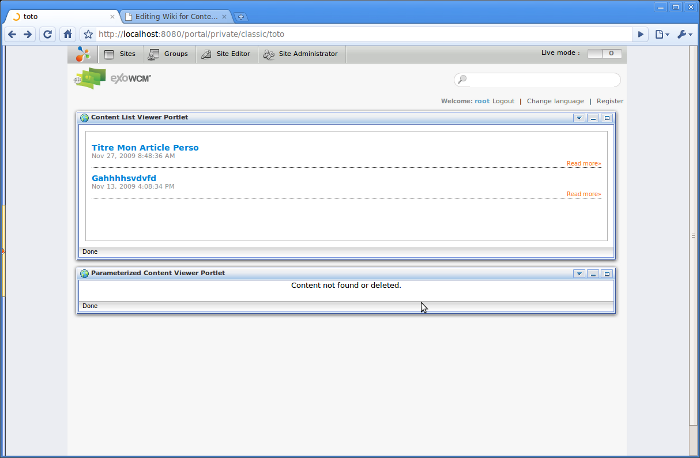 toto
Editing Wiki for Conte...
http://localhost:8080/portal/private/classic/toto
Sites
Groups
Site Editor
Site Administrator
Live mode :
exo WCM
Welcome: root Logout | Change language | Register
Content List Viewer Portlet
Titre Mon Article Perso
Nov 27, 2009 8:48:36 AM
Read more»
Gahhhhsvdvfd
Nov 13, 2009 4:00:34 PM
Read more»
Done
Parameterized Content Viewer Portlet
Content not found or deleted.
Done